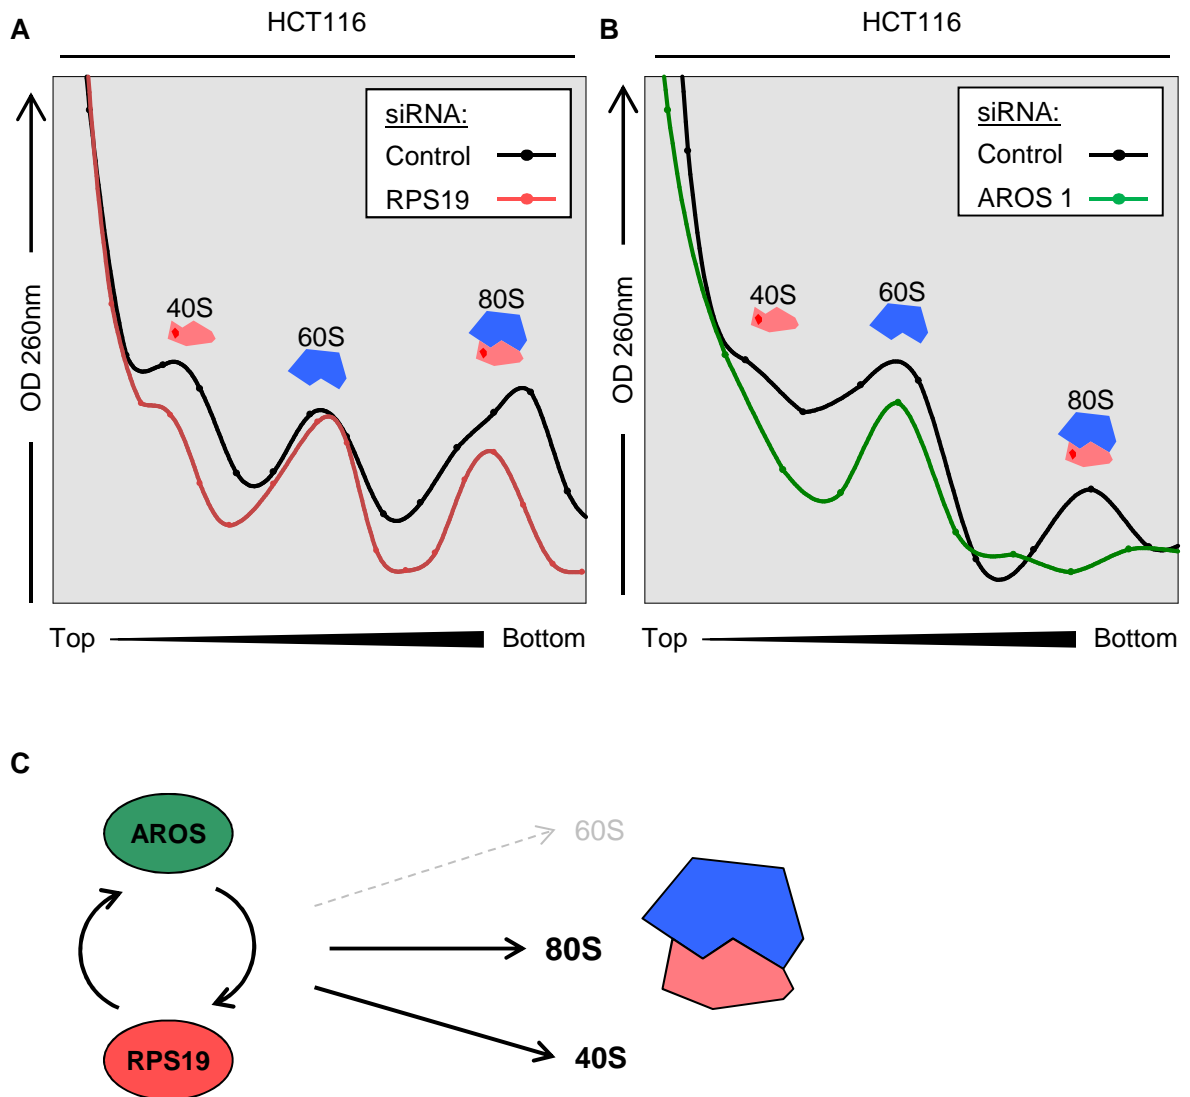 A
HCT116
OD 260nm
siRNA:
Control
RPS19
40S
60S
80S
Top
Bottom
B
HCT116
OD 260nm
siRNA:
Control
AROS 1
40S
60S
80S
Top
Bottom
C
AROS
RPS19
60S
80S
40S